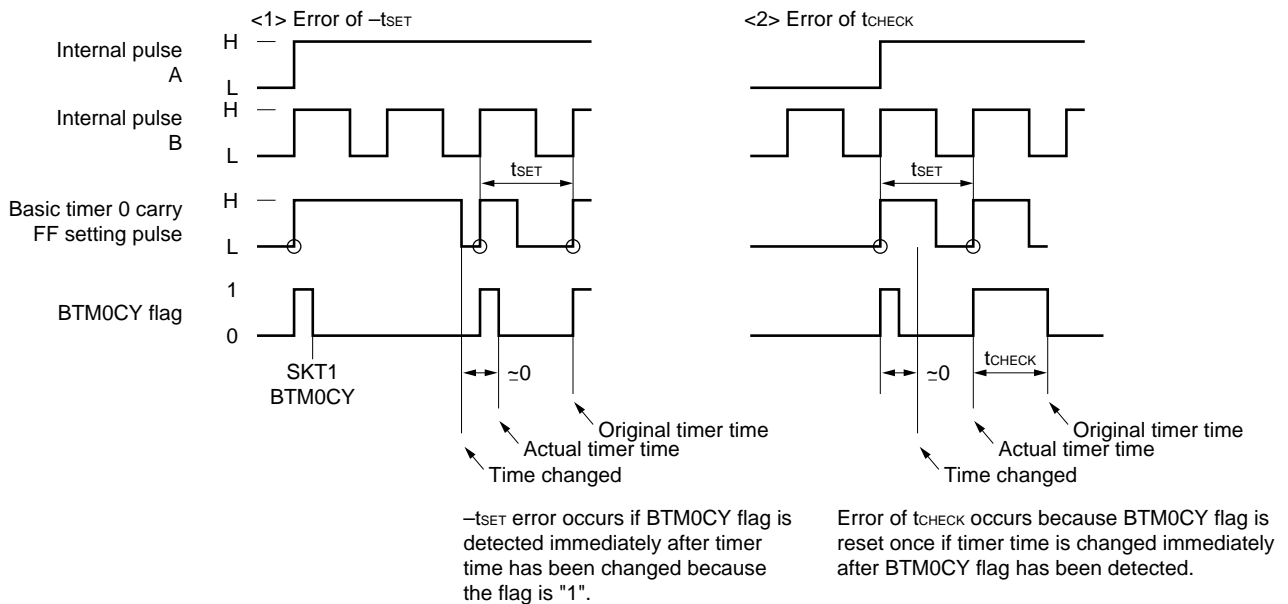 <1> Error of –tSET
<2> Error of tCHECK
Internal pulse
A
H
L
Internal pulse
B
H
L
tSET
tSET
Basic timer 0 carry
FF setting pulse
H
L
BTM0CY flag
1
0
SKT1
BTM0CY
≃0
Original timer time
Actual timer time
Time changed
tCHECK
≃0
Original timer time
Actual timer time
Time changed
–tSET error occurs if BTM0CY flag is
detected immediately after timer
time has been changed because
the flag is "1".
Error of tCHECK occurs because BTM0CY flag is
reset once if timer time is changed immediately
after BTM0CY flag has been detected.